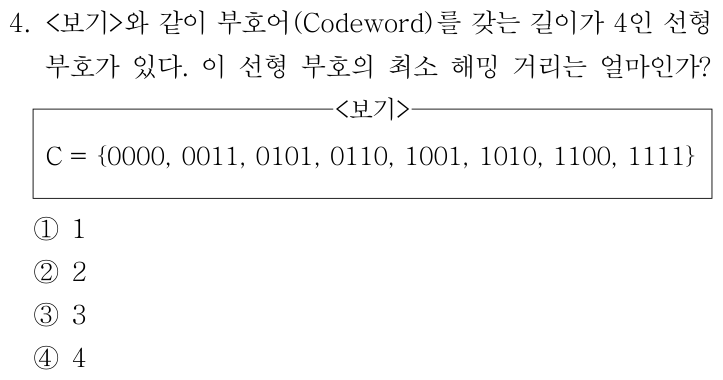 4. <보기>와 같이 부호어(Codeword)를 갖는 길이가 4인 선형
부호가 있다. 이 선형 부호의 최소 해밍 거리는 얼마인가?
<보기>
C = {0000, 0011, 0101, 0110, 1001, 1010, 1100, 1111}
① 1
② 2
③ 3
④ 4